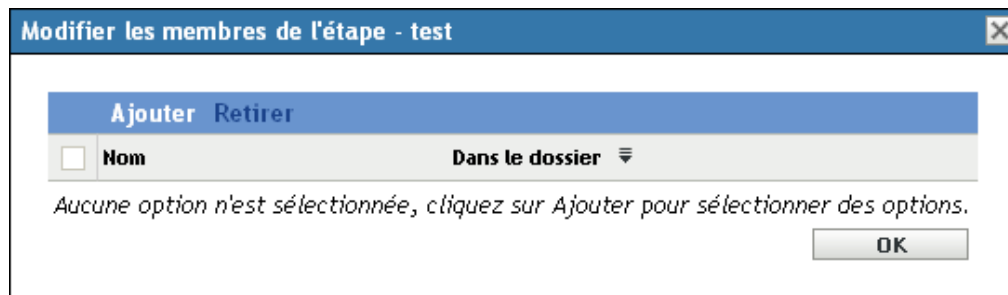 Modifier les membres de l'étape - test
Ajouter Retirer
Nom Dans le dossier
Aucune option n'est sélectionnée, cliquez sur Ajouter pour sélectionner des options.
OK